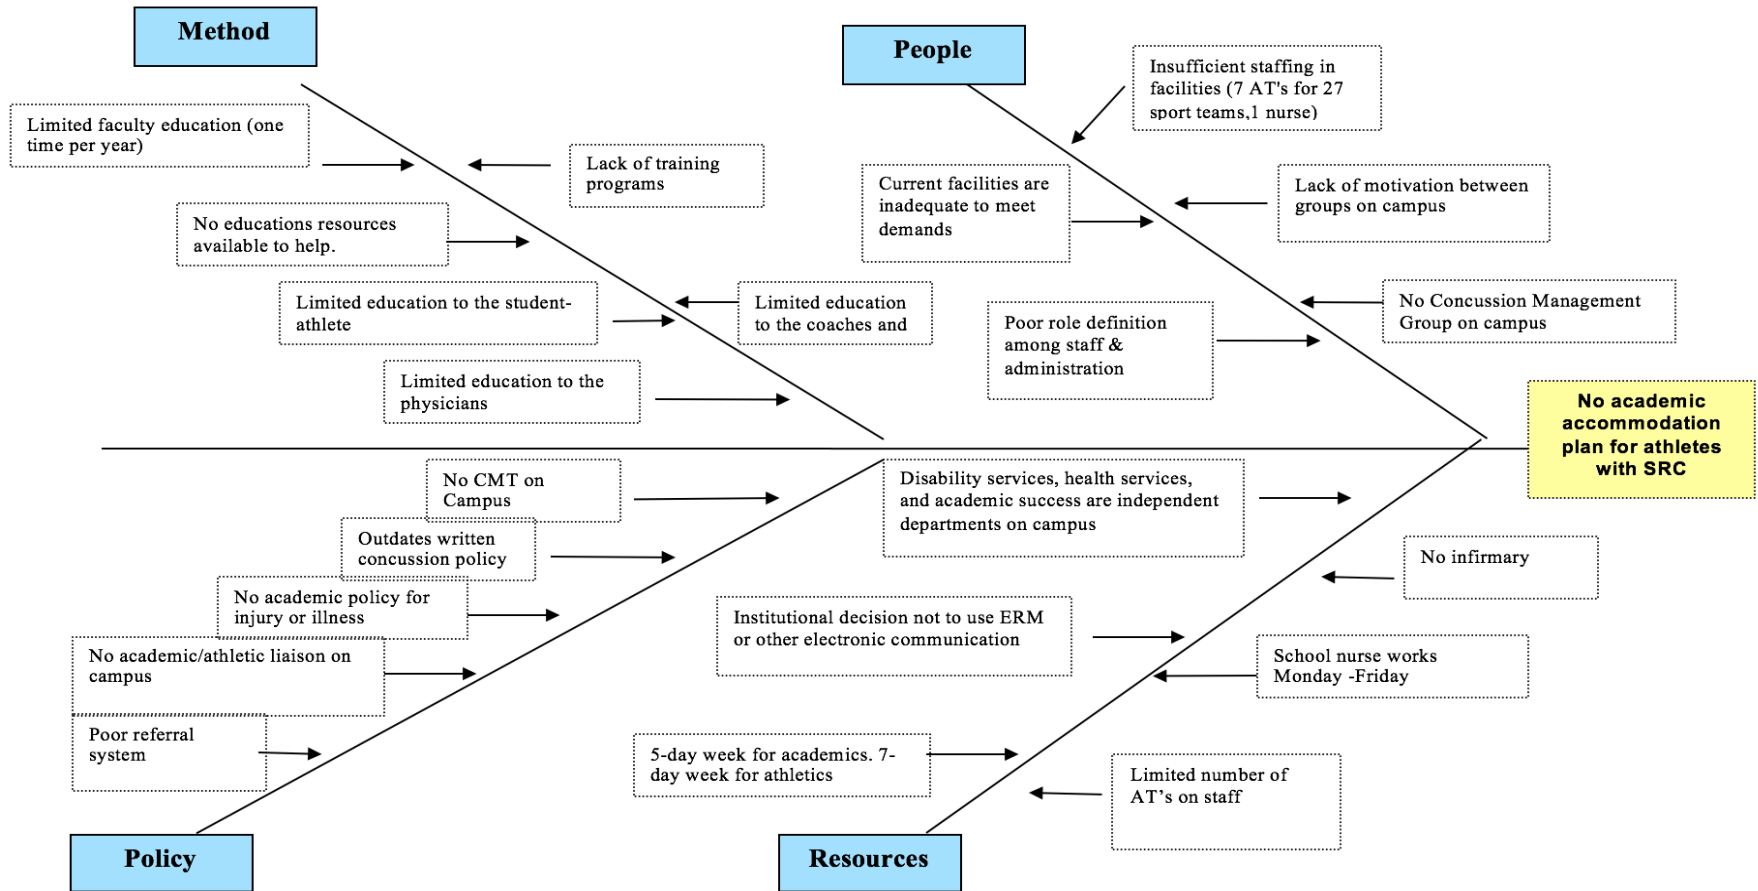 Method
People
Insufficient staffing in
facilities (7 AT's for 27
sport teams,1 nurse)
Limited faculty education (one
time per year)
Lack of training
programs
Current facilities are
inadequate to meet
demands
Lack of motivation between
groups on campus
No educations resources
available to help.
Limited education to the student-
athlete
Limited education
to the coaches and
Poor role definition
among staff &
administration
No Concussion Management
Group on campus
Limited education to the
physicians
No academic
accommodation
plan for athletes
with SRC
No CMT on
Campus
Disability services, health services,
and academic success are independent
departments on campus
Outdates written
concussion policy
No infirmary
No academic policy for
injury or illness
Institutional decision not to use ERM
or other electronic communication
No academic/athletic liaison on
campus
School nurse works
Monday -Friday
Poor referral
system
5-day week for academics. 7-
day week for athletics
Limited number of
AT’s on staff
Policy
Resources